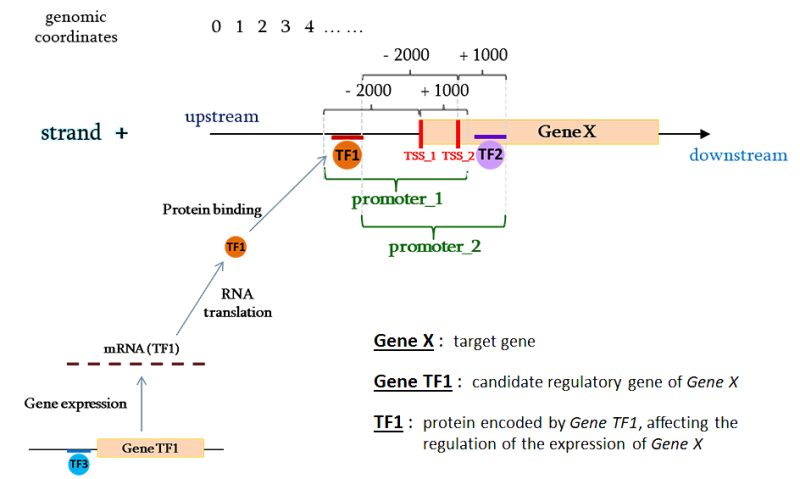 genomic
coordinates
0 1 2 3 4 ... ...
- 2000 + 1000
- 2000 + 1000
upstream
strand +
Gene X
TF1
TSS_1 TSS_2 TF2
downstream
promoter_1
Protein binding
promoter_2
TF1
RNA
translation
mRNA (TF1)
Gene expression
Gene TF1
TF3
Gene X : target gene
Gene TF1 : candidate regulatory gene of Gene X
TF1 : protein encoded by Gene TF1, affecting the
regulation of the expression of Gene X